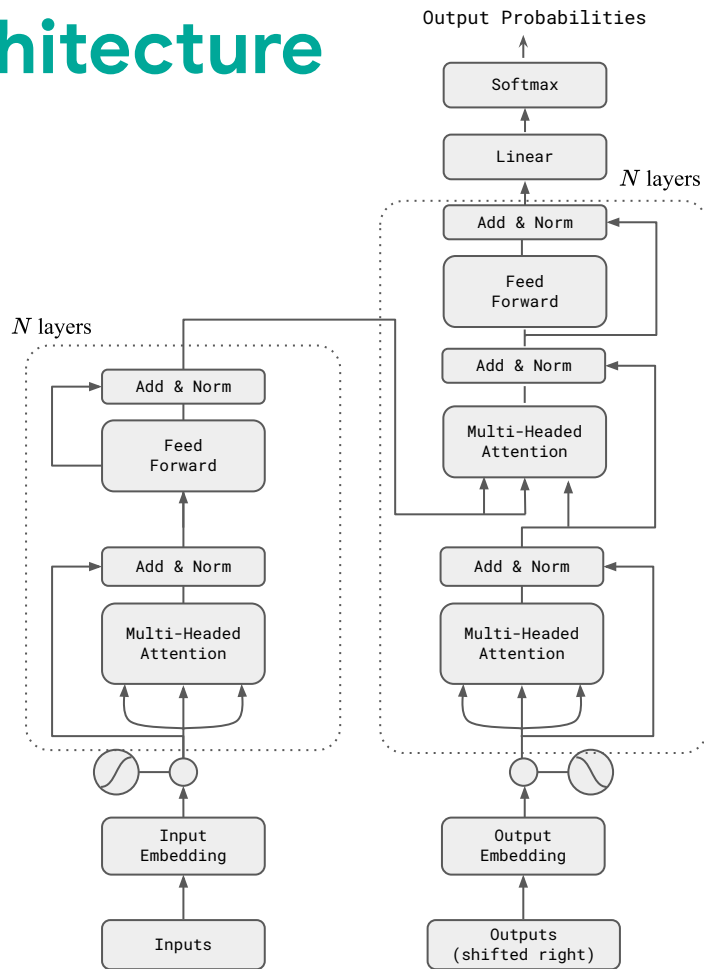 hitecture
Output Probabilities
Softmax
Linear
N layers
Add & Norm
Feed
Forward
Add & Norm
Multi-Headed
Attention
Add & Norm
Multi-Headed
Attention
Output
Embedding
Outputs
(shifted right)
N layers
Add & Norm
Feed
Forward
Add & Norm
Multi-Headed
Attention
Input
Embedding
Inputs